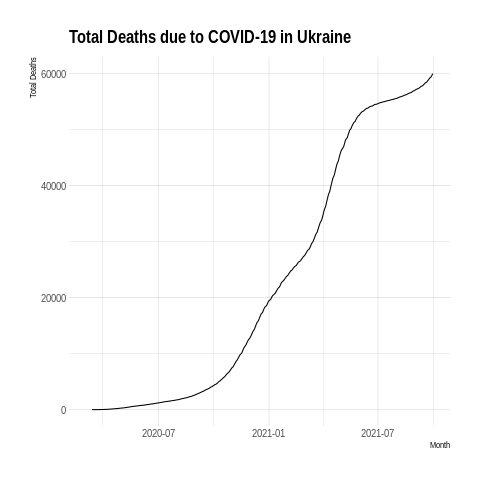 Total Deaths due to COVID-19 in Ukraine
Total Deaths
60000
40000
20000
0
2020-07
2021-01
2021-07
Month